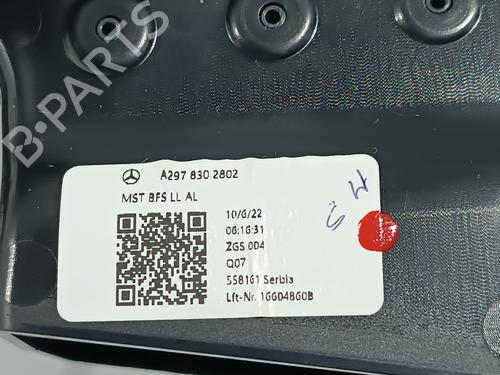 B-PARTS
A297 830 2802
MST BFS LL AL
10/6/22
06:16:31
ZGS 004
Q07
558161 Serbia
Lft-Nr. 16604860B
M S